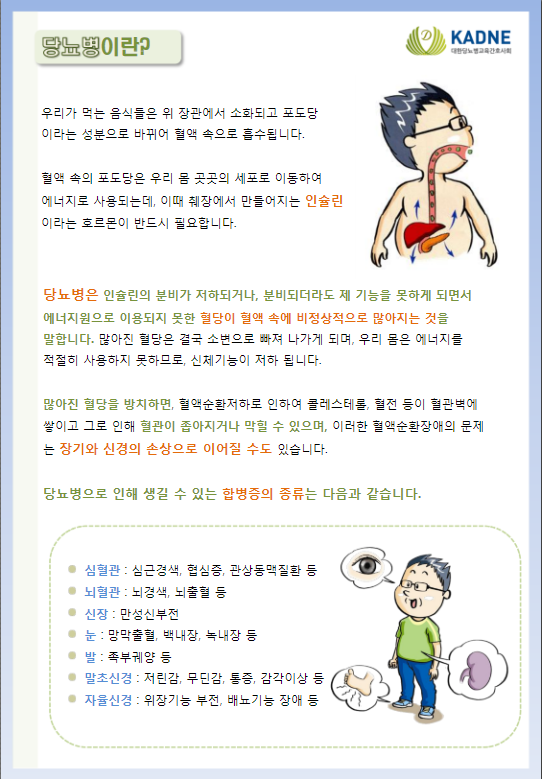 당뇨병이란?
KADNE
대한당뇨병교육간호사회
우리가 먹는 음식들은 위 장관에서 소화되고 포도당
이라는 성분으로 바뀌어 혈액 속으로 흡수됩니다.
혈액 속의 포도당은 우리 몸 곳곳의 세포로 이동하여
에너지로 사용되는데, 이때 췌장에서 만들어지는 인슐린
이라는 호르몬이 반드시 필요합니다.
당뇨병은 인슐린의 분비가 저하되거나, 분비되더라도 제 기능을 못하게 되면서
에너지원으로 이용되지 못한 혈당이 혈액 속에 비정상적으로 많아지는 것을
말합니다. 많아진 혈당은 결국 소변으로 빠져 나가게 되며, 우리 몸은 에너지를
적절히 사용하지 못하므로, 신체기능이 저하 됩니다.
많아진 혈당을 방치하면, 혈액순환저하로 인하여 콜레스테롤, 혈전 등이 혈관벽에
쌓이고 그로 인해 혈관이 좁아지거나 막힐 수 있으며, 이러한 혈액순환장애의 문제
는 장기와 신경의 손상으로 이어질 수도 있습니다.
당뇨병으로 인해 생길 수 있는 합병증의 종류는 다음과 같습니다.
심혈관 : 심근경색, 협심증, 관상동맥질환 등
뇌혈관 : 뇌경색, 뇌출혈 등
신장 : 만성신부전
눈 : 망막출혈, 백내장, 녹내장 등
발 : 족부궤양 등
말초신경 : 저린감, 무딘감, 통증, 감각이상 등
자율신경 : 위장기능 부전, 배뇨기능 장애 등